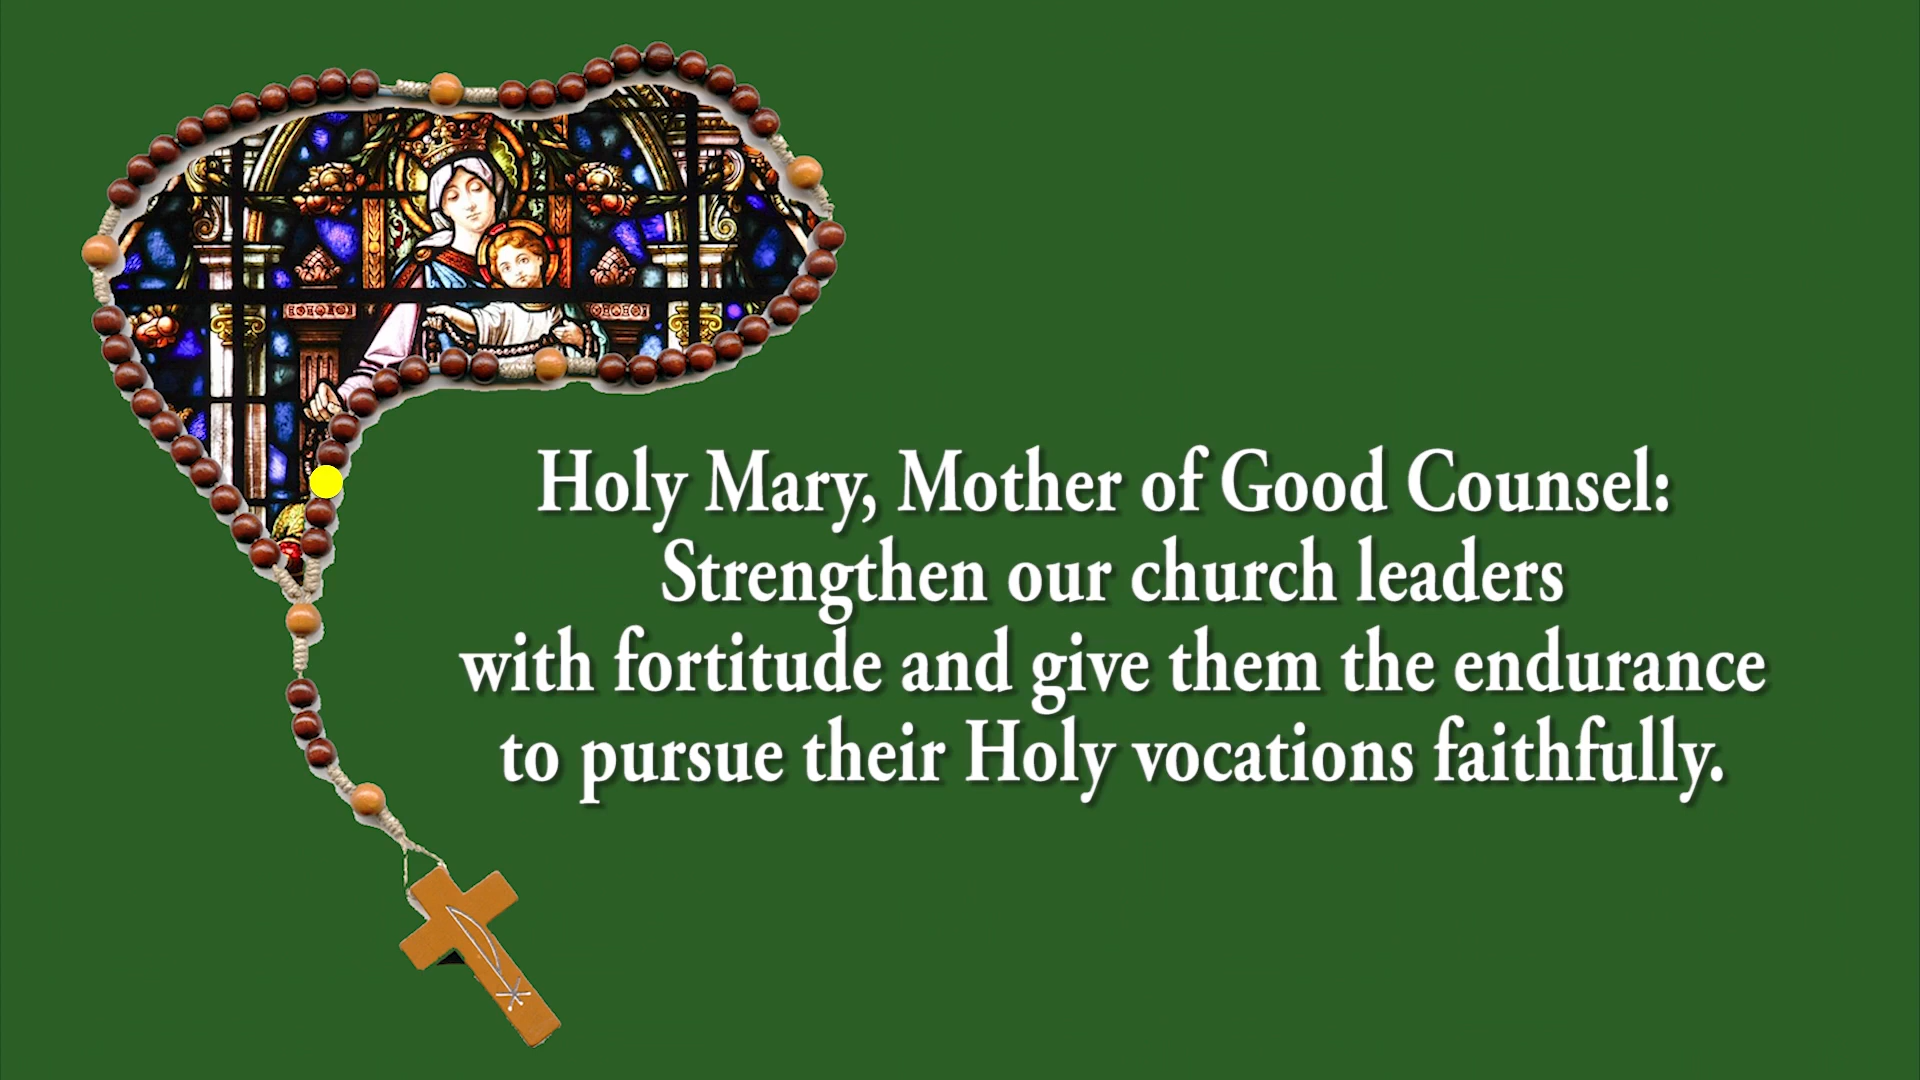 Holy Mary, Mother of Good Counsel:
Strengthen our church leaders
with fortitude and give them the endurance
to pursue their Holy vocations faithfully.